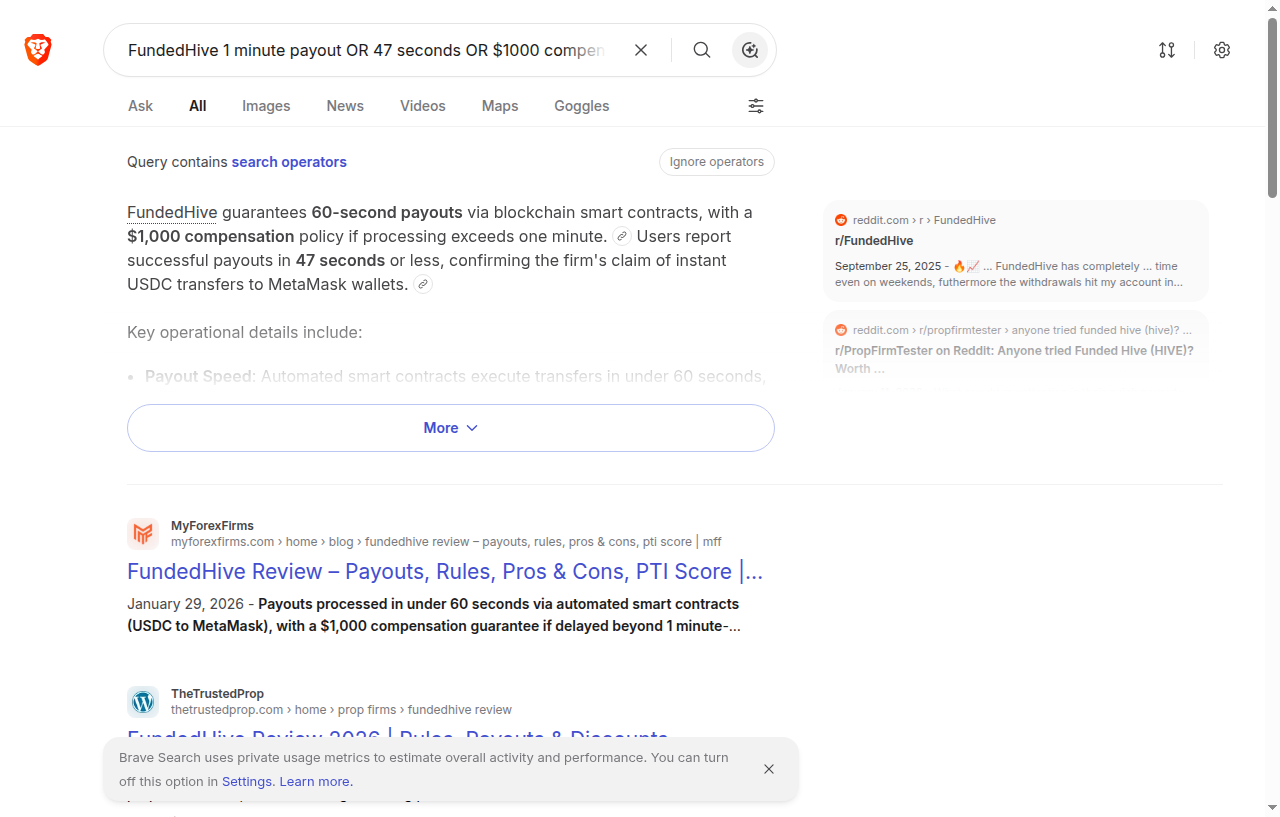 FundedHive 1 minute payout OR 47 seconds OR $1000 compen
Ask All Images News Videos Maps Goggles
Query contains search operators
Ignore operators
FundedHive guarantees 60-second payouts via blockchain smart contracts, with a
$1,000 compensation policy if processing exceeds one minute. Users report
successful payouts in 47 seconds or less, confirming the firm's claim of instant
USDC transfers to MetaMask wallets.
Key operational details include:
• Payout Speed: Automated smart contracts execute transfers in under 60 seconds,
More
reddit.com › r › FundedHive
r/FundedHive
September 25, 2025 - 🔥📈 ... FundedHive has completely ... time
even on weekends, futhermore the withdrawals hit my account in...
reddit.com › r/propfirmtester › anyone tried funded hive (hive)? ...
r/PropFirmTester on Reddit: Anyone tried Funded Hive (HIVE)?
Worth ...
MyForexFirms
myforexfirms.com › home › blog › fundedhive review – payouts, rules, pros & cons, pti score | mff
FundedHive Review – Payouts, Rules, Pros & Cons, PTI Score |...
January 29, 2026 - Payouts processed in under 60 seconds via automated smart contracts
(USDC to MetaMask), with a $1,000 compensation guarantee if delayed beyond 1 minute-...
TheTrustedProp
thetrustedprop.com › home › prop firms › fundedhive review
FundedHive Review 2026 | Rules, Payouts & Discounts
Brave Search uses private usage metrics to estimate overall activity and performance. You can turn
off this option in Settings. Learn more.